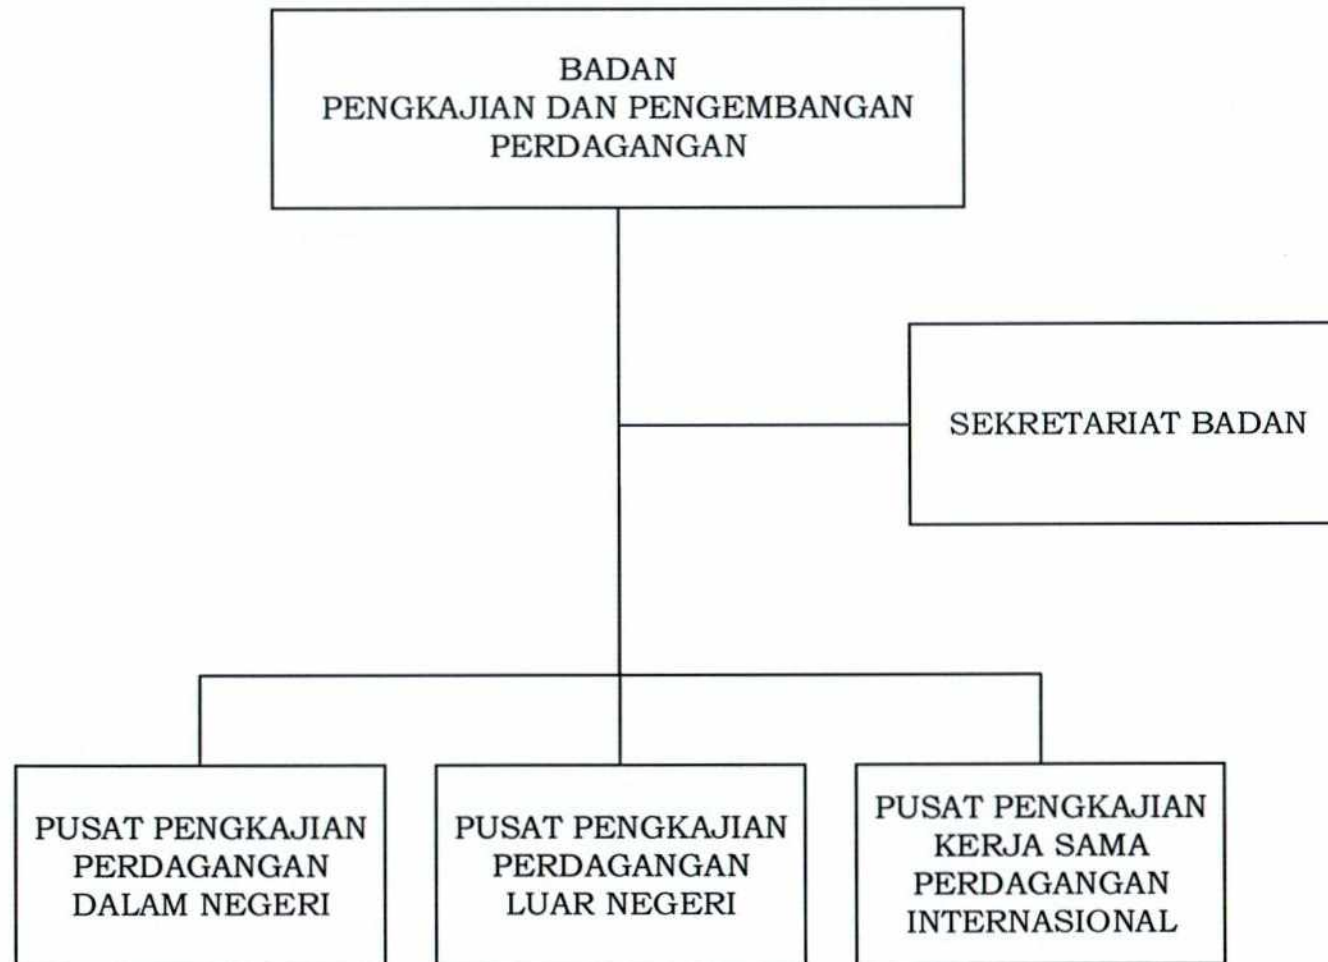 BADAN
PENGKAJIAN DAN PENGEMBANGAN
PERDAGANGAN
SEKRETARIAT BADAN
PUSAT PENGKAJIAN
PERDAGANGAN
DALAM NEGERI
PUSAT PENGKAJIAN
PERDAGANGAN
LUAR NEGERI
PUSAT PENGKAJIAN
KERJA SAMA
PERDAGANGAN
INTERNASIONAL